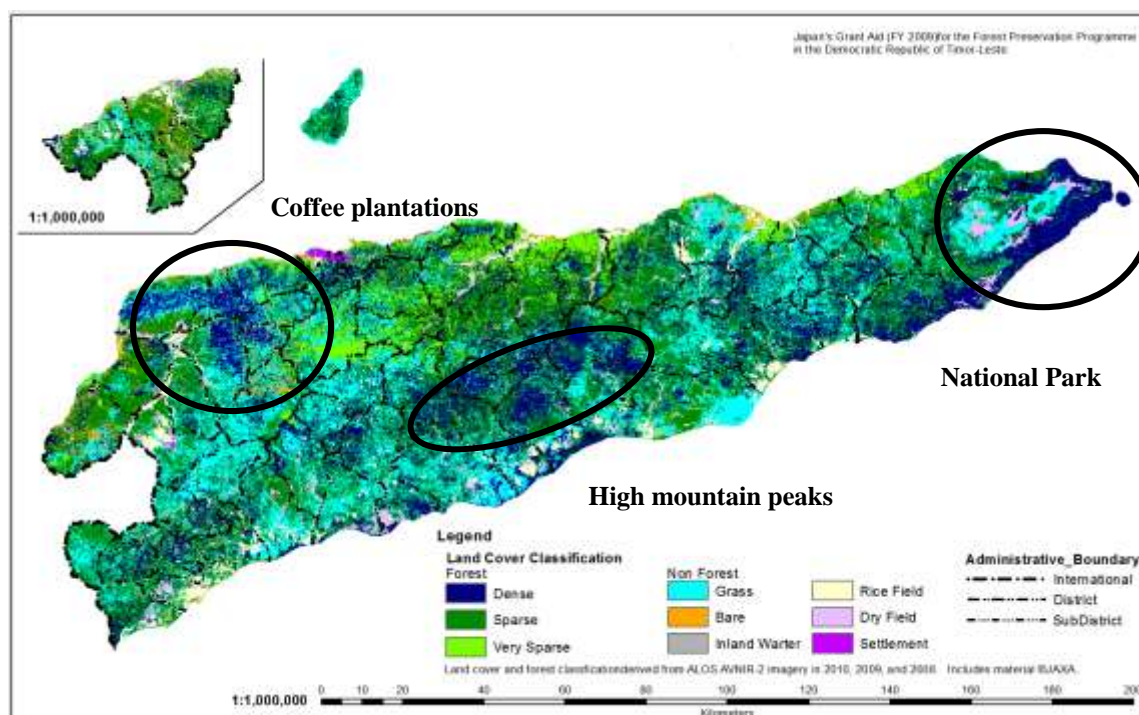 Japan's Grant Aid (FY 2009)for the Forest Preservation Programme
in the Democratic Republic of Timor-Leste
1:1,000,000
Coffee plantations
National Park
High mountain peaks
Legend
Land Cover Classification
Forest
Dense
Sparse
Very Sparse
Non Forest
Grass
Bare
Inland Warter
Rice Field
Dry Field
Settlement
Administrative_Boundary
International
District
SubDistrict
Land cover and forest classificationderived from ALOS AVNIR-2 imagery in 2010, 2009, and 2008. Includes material ©JAXA.
1:1,000,000
0 10 20 40 60 80 100 120 140 160 180 200
Kilometers